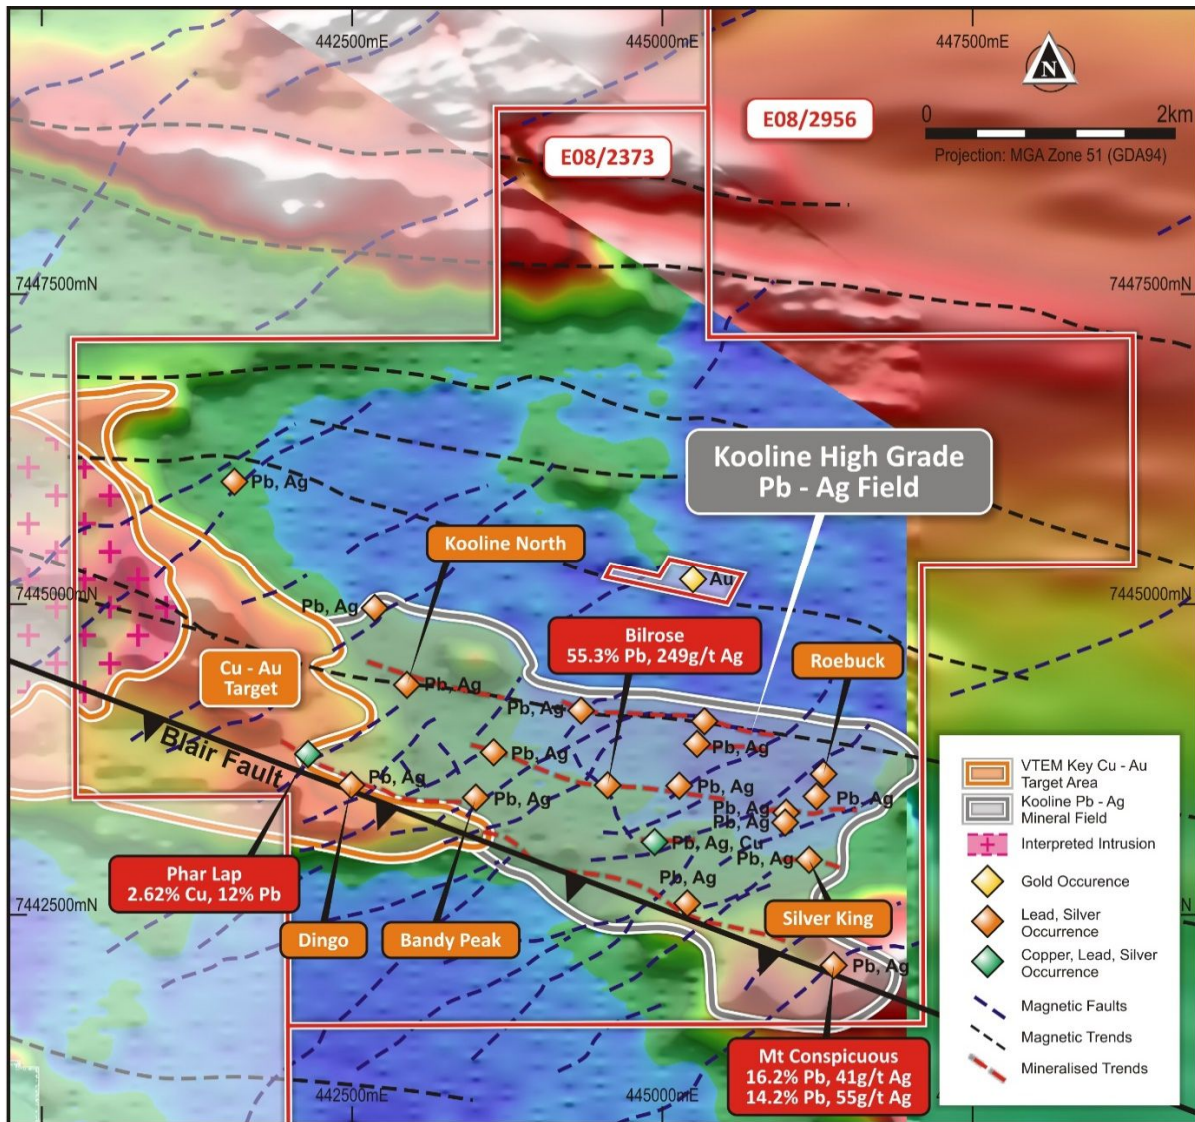 442500mE
445000mE
447500mE
N
E08/2956
0 2km
Projection: MGA Zone 51 (GDA94)
E08/2373
7447500mN
7447500mN
Kooline High Grade
Pb - Ag Field
Pb, Ag
Kooline North
Au
7445000mN
7445000mN
Pb, Ag
Bilrose
55.3% Pb, 249g/t Ag
Roebuck
Cu - Au
Target
Pb, Ag
Pb, Ag
Blair Fault
Pb, Ag
Pb, Ag
Pb, Ag
Pb, Ag
Pb, Ag
Pb, Ag
Pb, Ag
Pb, Ag
Pb, Ag, Cu
Pb, Ag
Pb, Ag
Phar Lap
2.62% Cu, 12% Pb
Silver King
7442500mN
N
Dingo
Bandy Peak
Pb, Ag
Mt Conspicuous
16.2% Pb, 41g/t Ag
14.2% Pb, 55g/t Ag
442500mE
445000mE
VTEM Key Cu - Au
Target Area
Kooline Pb - Ag
Mineral Field
Interpreted Intrusion
Gold Occurence
Lead, Silver
Occurrence
Copper, Lead, Silver
Occurrence
Magnetic Faults
Magnetic Trends
Mineralised Trends